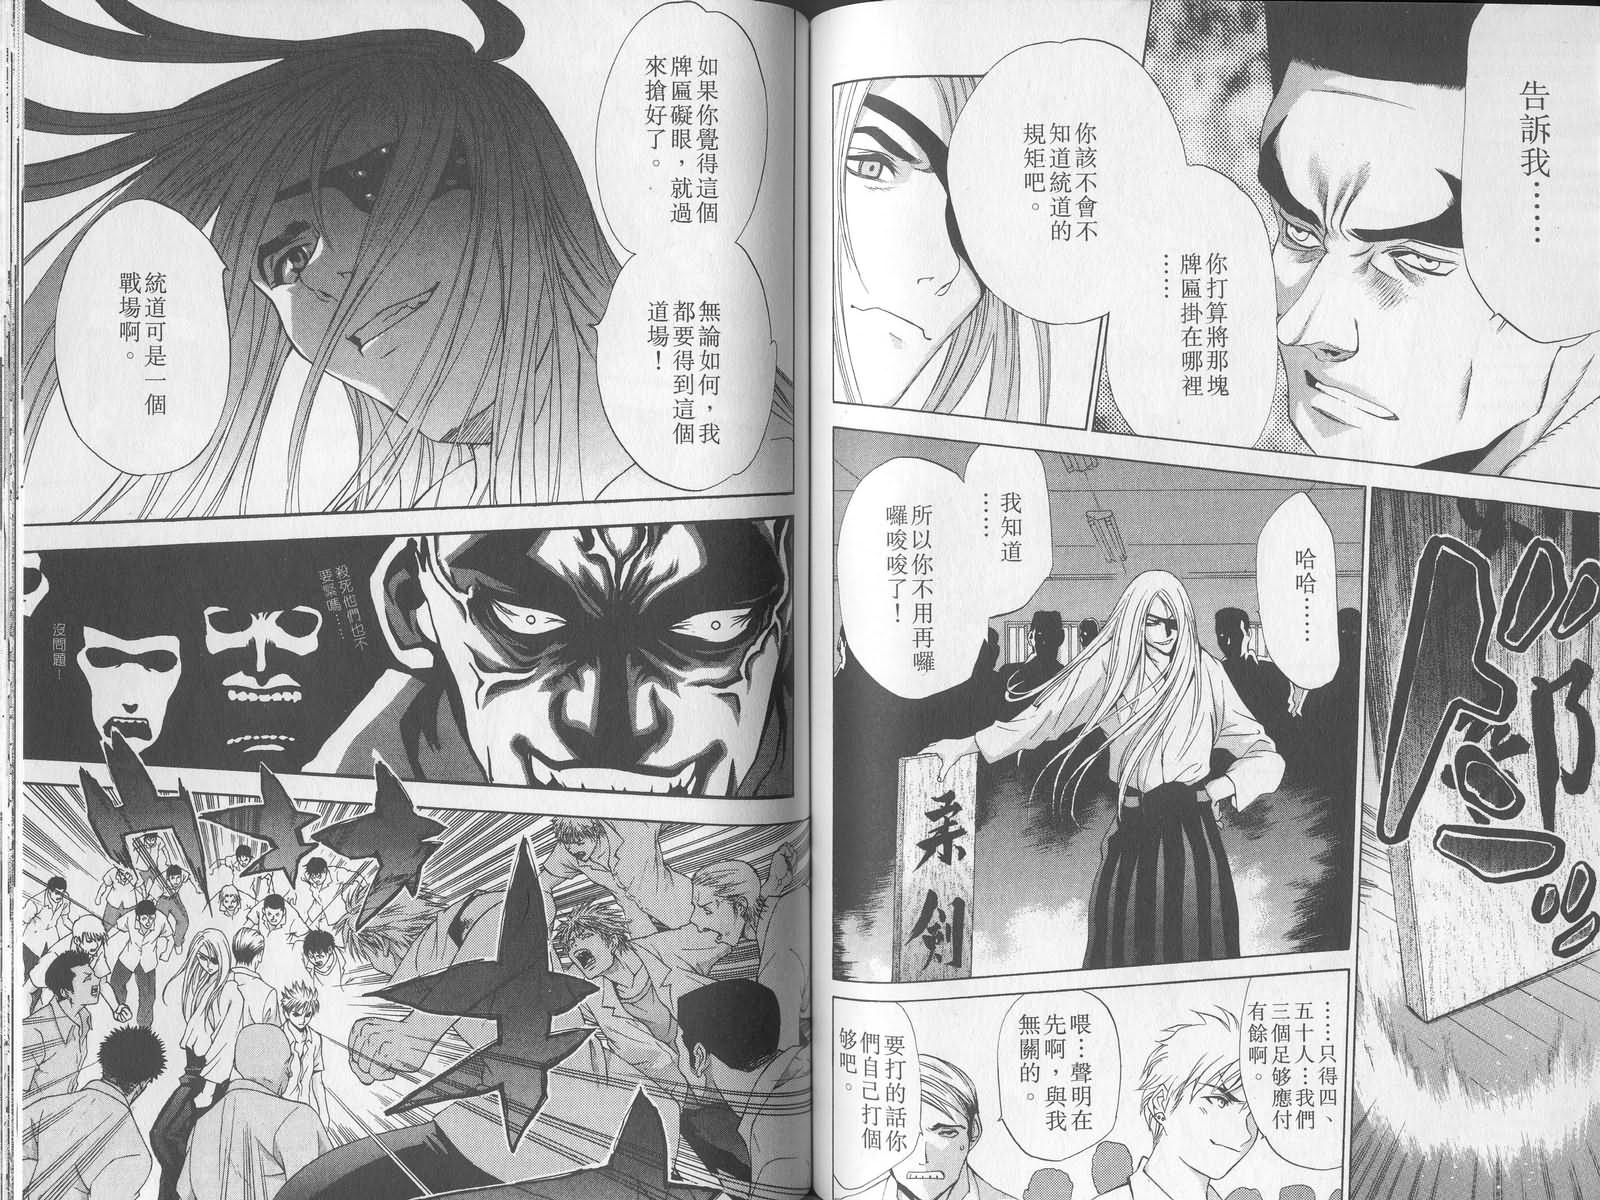 告訴我……
你打算將那塊
牌匾掛在哪裡
……
你該不會不
知道統道的
規矩吧。
哈哈……
我知道
……
所以你不用再囉
囉唆唆了！
柔剣
……只得四、
五十人…我們
三個足够應付
有餘啊。
喂…聲明在
先啊，與我
無關的。
要打的話你
們自己打個
够吧。
如果你覺得這個
牌匾礙眼，就過
來搶好了。
無論如何，我
都要得到這個
道場！
統道可是一個
戰場啊。
殺死他們也不
要緊嗎……
沒問題！